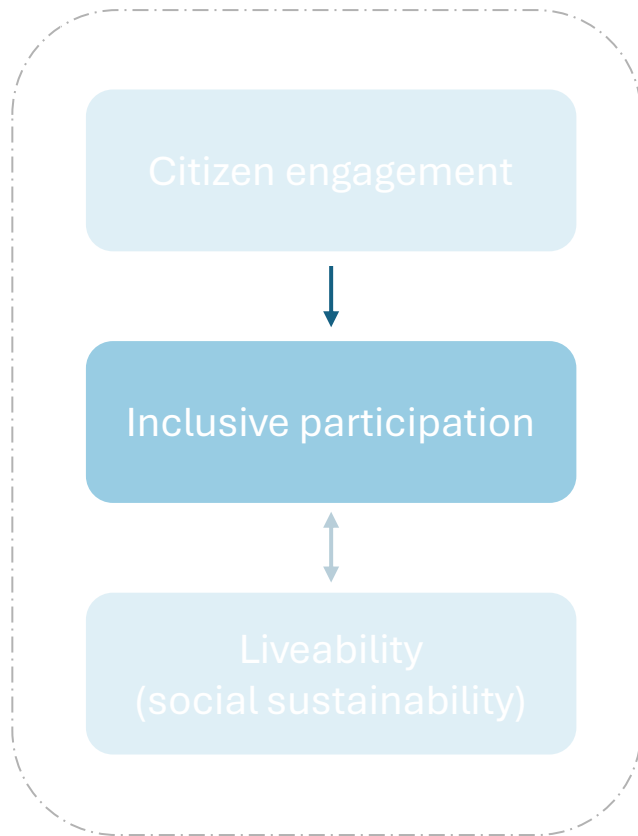 Citizen engagement
Inclusive participation
Liveability
(social sustainability)